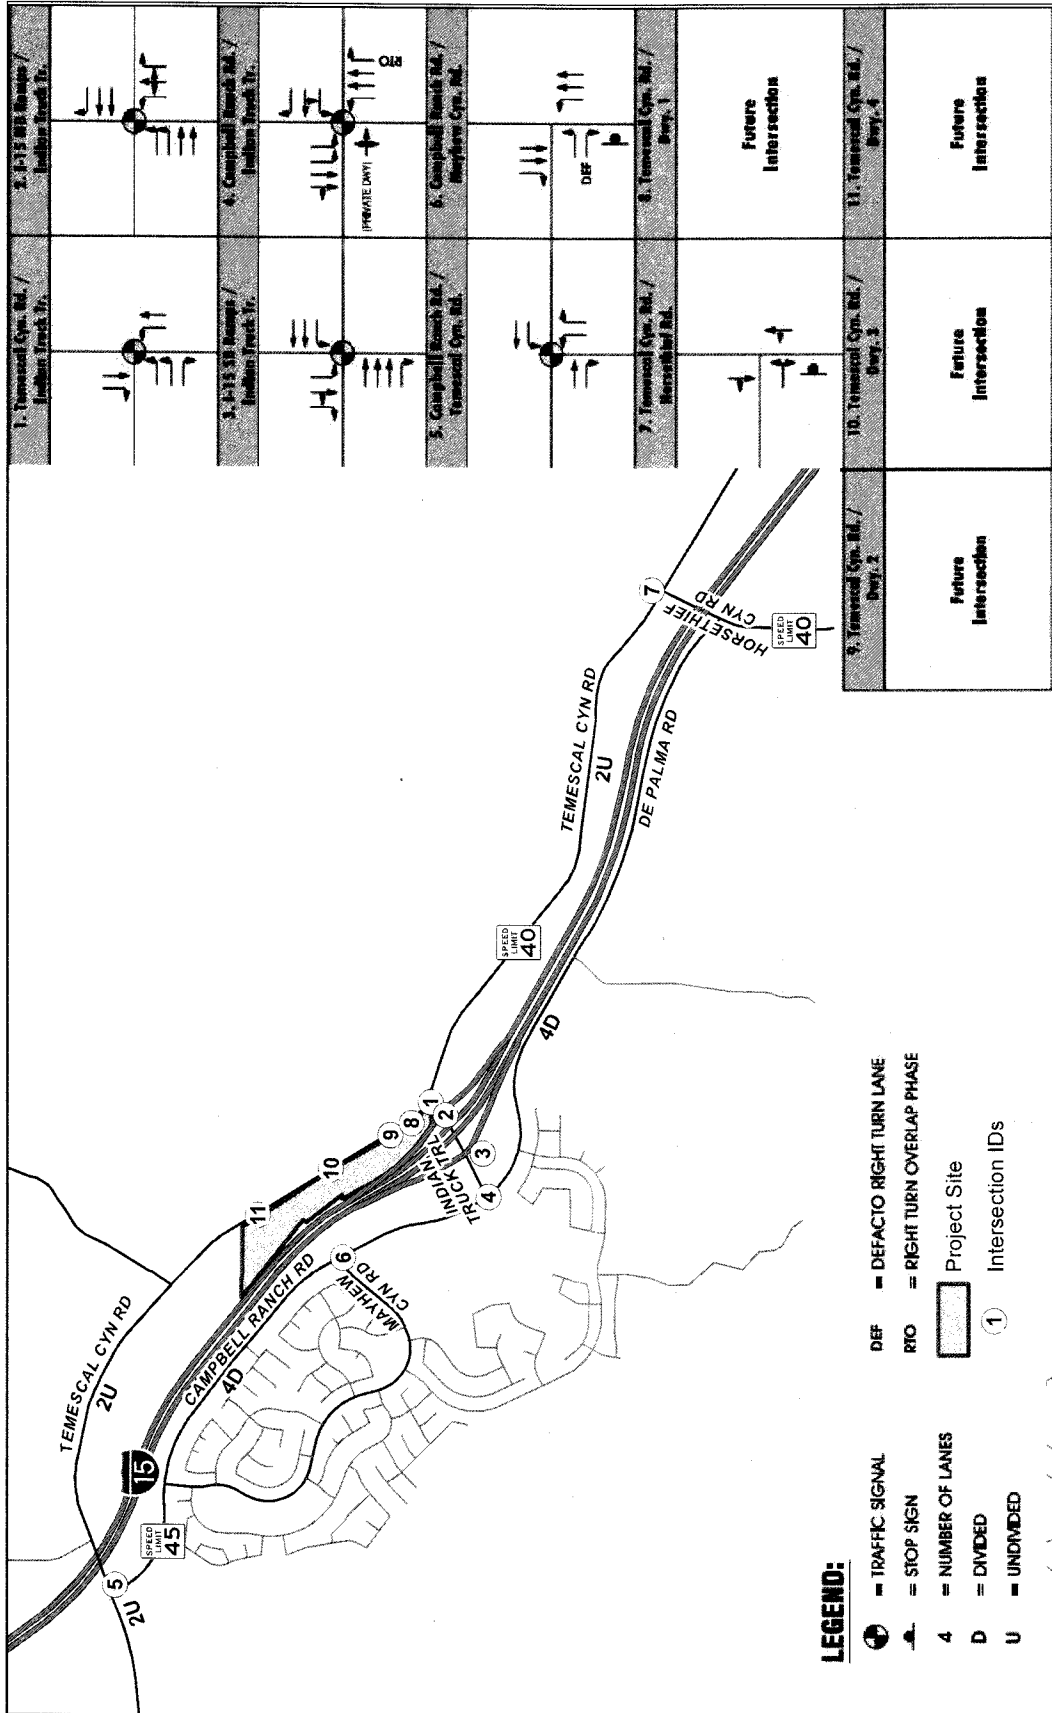 1. Temescal Cyn. Rd. /
Indian Truck Tr.
2. I-15 NB Ramps /
Indian Truck Tr.
3. I-15 SB Ramps /
Indian Truck Tr.
4. Campbell Ranch Rd. /
Indian Truck Tr.
(PRIVATE DWY)
RTO
5. Campbell Ranch Rd. /
Temescal Cyn. Rd.
6. Campbell Ranch Rd. /
Mayhew Cyn. Rd.
DEF
7. Temescal Cyn. Rd. /
Horsethief Rd.
8. Temescal Cyn. Rd. /
Dwy. 1
Future
Intersection
9. Temescal Cyn. Rd. /
Dwy. 2
Future
Intersection
10. Temescal Cyn. Rd. /
Dwy. 3
Future
Intersection
11. Temescal Cyn. Rd. /
Dwy. 4
Future
Intersection
TEMESCAL CYN RD
2U
15
2U
5
SPEED
LIMIT
45
CAMPBELL RANCH RD
4D
MAYHEW
CYN RD
6
11
10
9
8
1
2
3
4
INDIAN
TRUCK TRL
4D
SPEED
LIMIT
40
TEMESCAL CYN RD
2U
DE PALMA RD
7
HORSETHIEF
CYN RD
SPEED
LIMIT
40
LEGEND:
= TRAFFIC SIGNAL
= STOP SIGN
4 = NUMBER OF LANES
D = DIVIDED
U = UNDIVIDED
DEF = DEFACTO RIGHT TURN LANE
RTO = RIGHT TURN OVERLAP PHASE
Project Site
1 Intersection IDs